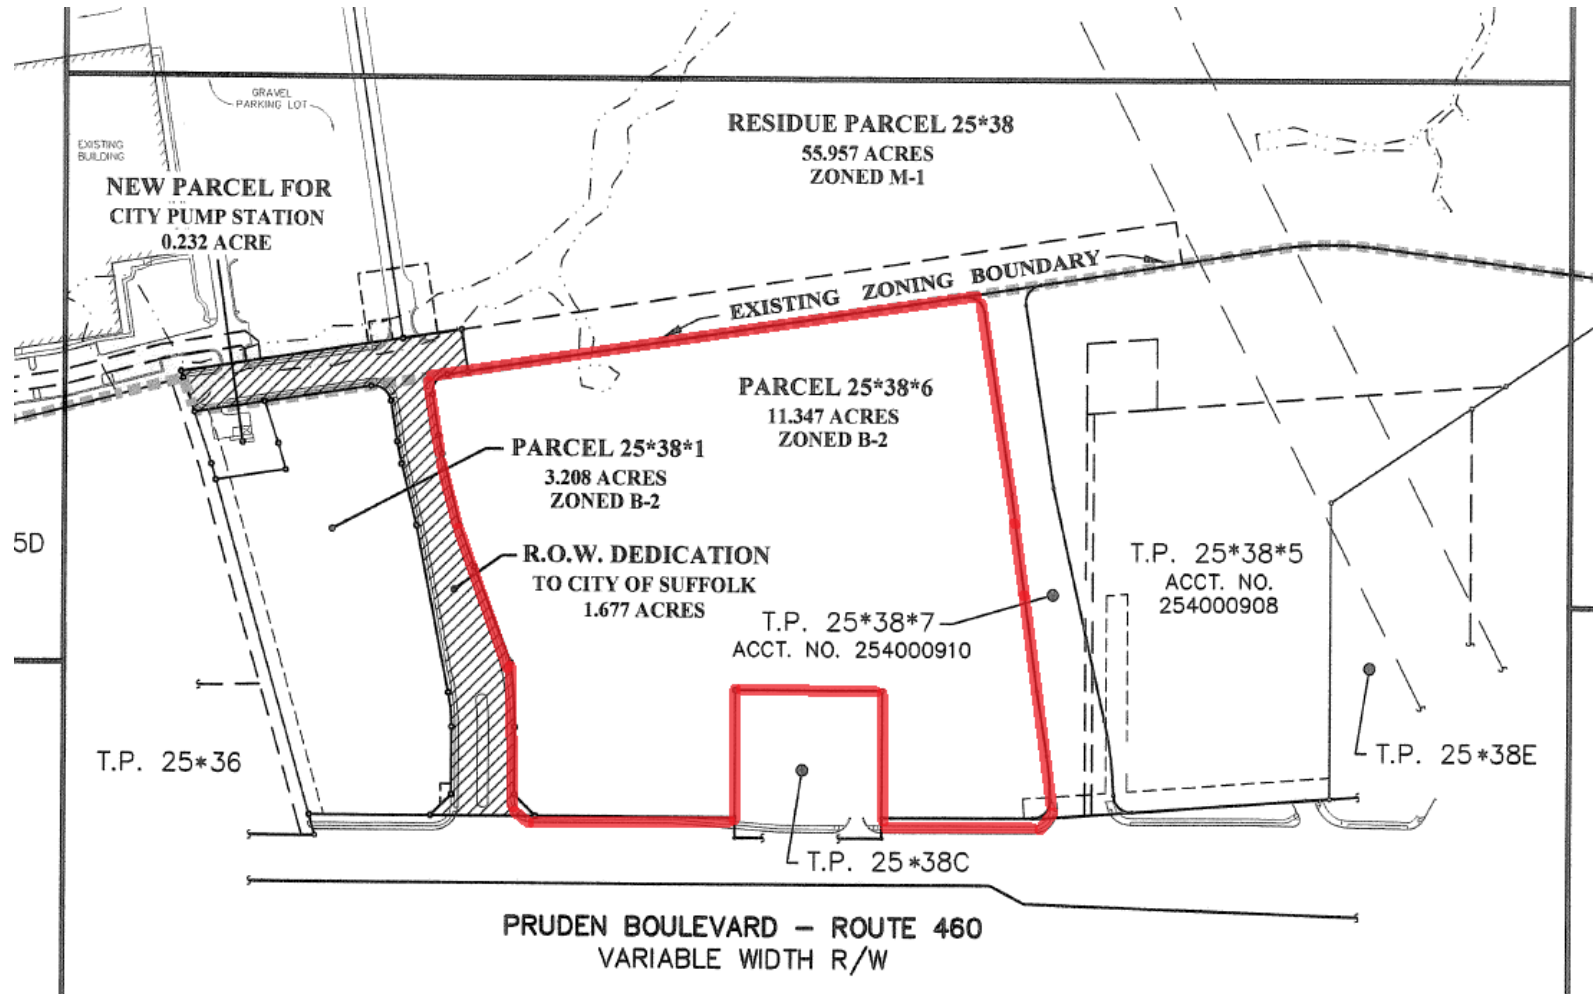 GRAVEL
PARKING LOT
EXISTING
BUILDING
NEW PARCEL FOR
CITY PUMP STATION
0.232 ACRE
RESIDUE PARCEL 25*38
55.957 ACRES
ZONED M-1
EXISTING ZONING BOUNDARY
PARCEL 25*38*6
11.347 ACRES
ZONED B-2
PARCEL 25*38*1
3.208 ACRES
ZONED B-2
5D
R.O.W. DEDICATION
TO CITY OF SUFFOLK
1.677 ACRES
T.P. 25*38*7
ACCT. NO. 254000910
T.P. 25*38*5
ACCT. NO.
254000908
T.P. 25*36
T.P. 25*38E
T.P. 25*38C
PRUDEN BOULEVARD – ROUTE 460
VARIABLE WIDTH R/W